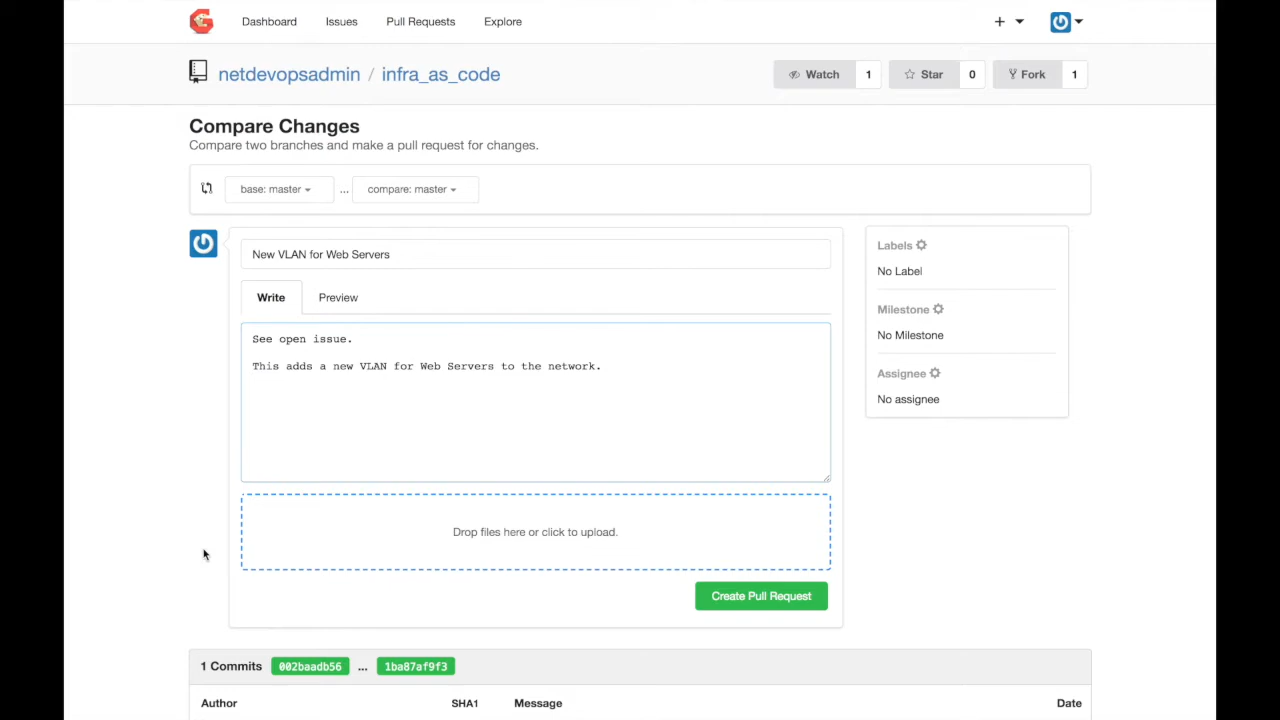 Dashboard Issues Pull Requests Explore
netdevopsadmin / infra_as_code Watch 1 Star 0 Fork 1
Compare Changes
Compare two branches and make a pull request for changes.
base: master ... compare: master
New VLAN for Web Servers
Labels
Write Preview
No Label
Milestone
See open issue.
No Milestone
This adds a new VLAN for Web Servers to the network.
Assignee
No assignee
Drop files here or click to upload.
Create Pull Request
1 Commits 002baadb56 ... 1ba87af9f3
Author SHA1 Message Date